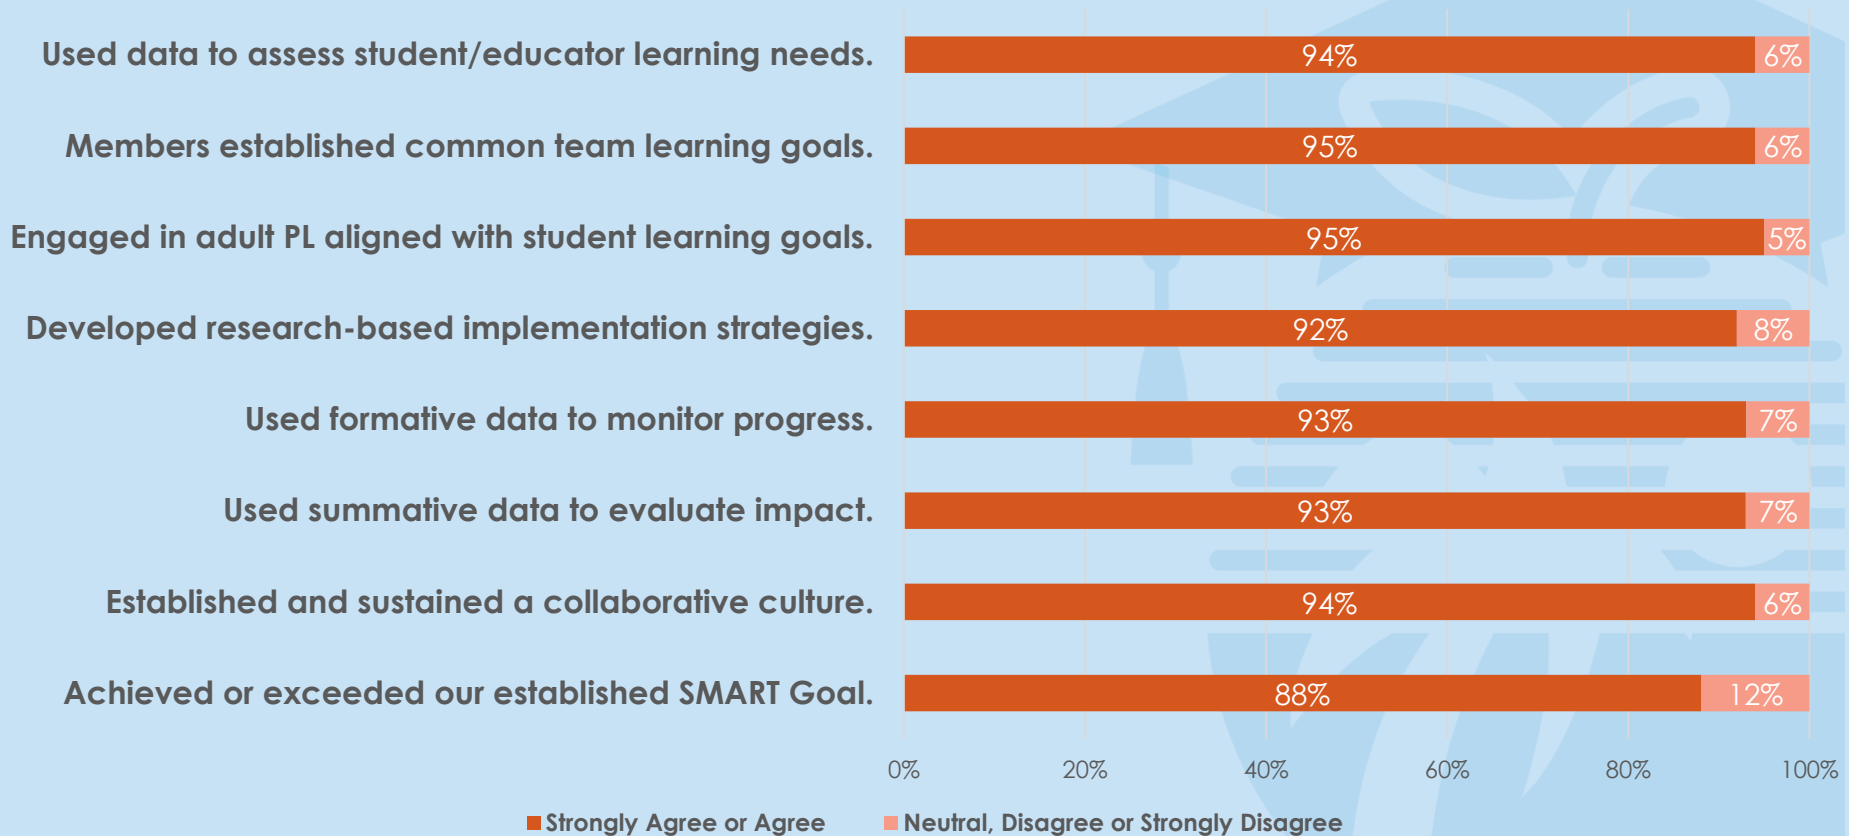 Used data to assess student/educator learning needs. 94% 6%
Members established common team learning goals. 95% 6%
Engaged in adult PL aligned with student learning goals. 95% 5%
Developed research-based implementation strategies. 92% 8%
Used formative data to monitor progress. 93% 7%
Used summative data to evaluate impact. 93% 7%
Established and sustained a collaborative culture. 94% 6%
Achieved or exceeded our established SMART Goal. 88% 12%
0% 20% 40% 60% 80% 100%
Strongly Agree or Agree Neutral, Disagree or Strongly Disagree